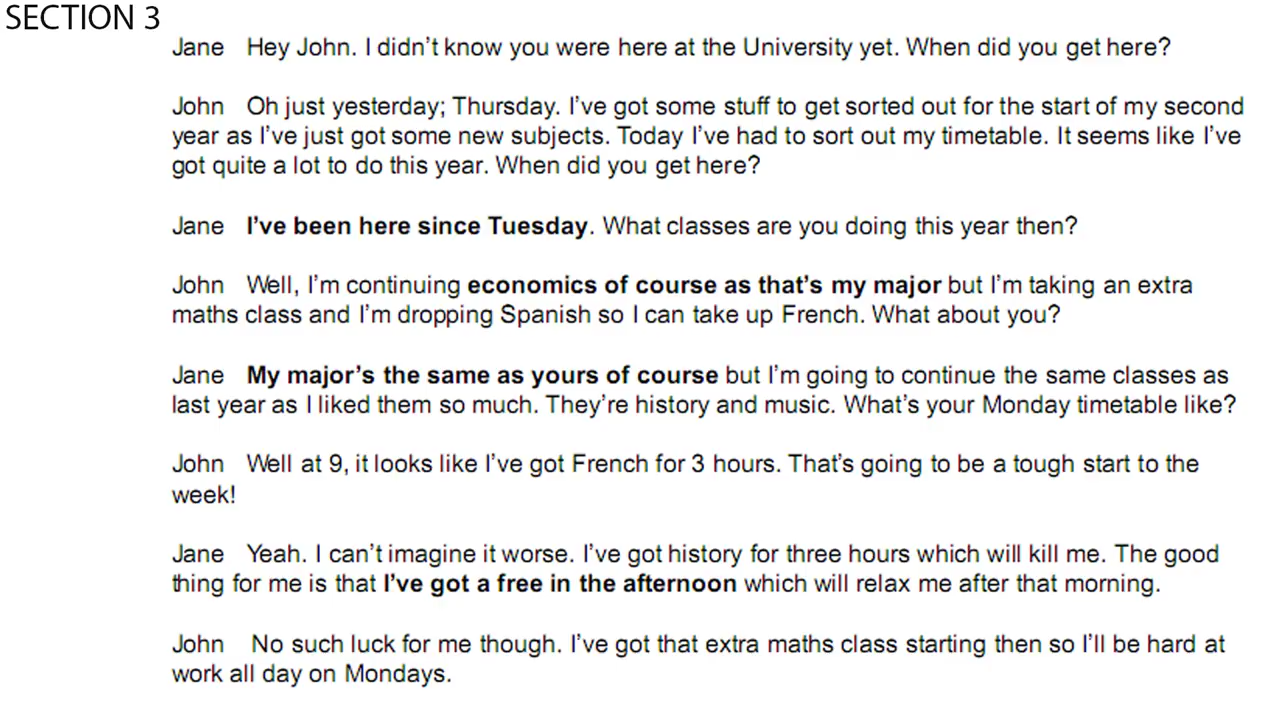 SECTION 3
Jane Hey John. I didn't know you were here at the University yet. When did you get here?
John Oh just yesterday; Thursday. I've got some stuff to get sorted out for the start of my second
year as I've just got some new subjects. Today I've had to sort out my timetable. It seems like I've
got quite a lot to do this year. When did you get here?
Jane I've been here since Tuesday. What classes are you doing this year then?
John Well, I'm continuing economics of course as that's my major but I'm taking an extra
maths class and I'm dropping Spanish so I can take up French. What about you?
Jane My major's the same as yours of course but I'm going to continue the same classes as
last year as I liked them so much. They're history and music. What's your Monday timetable like?
John Well at 9, it looks like I've got French for 3 hours. That's going to be a tough start to the
week!
Jane Yeah. I can't imagine it worse. I've got history for three hours which will kill me. The good
thing for me is that I've got a free in the afternoon which will relax me after that morning.
John No such luck for me though. I've got that extra maths class starting then so I'll be hard at
work all day on Mondays.